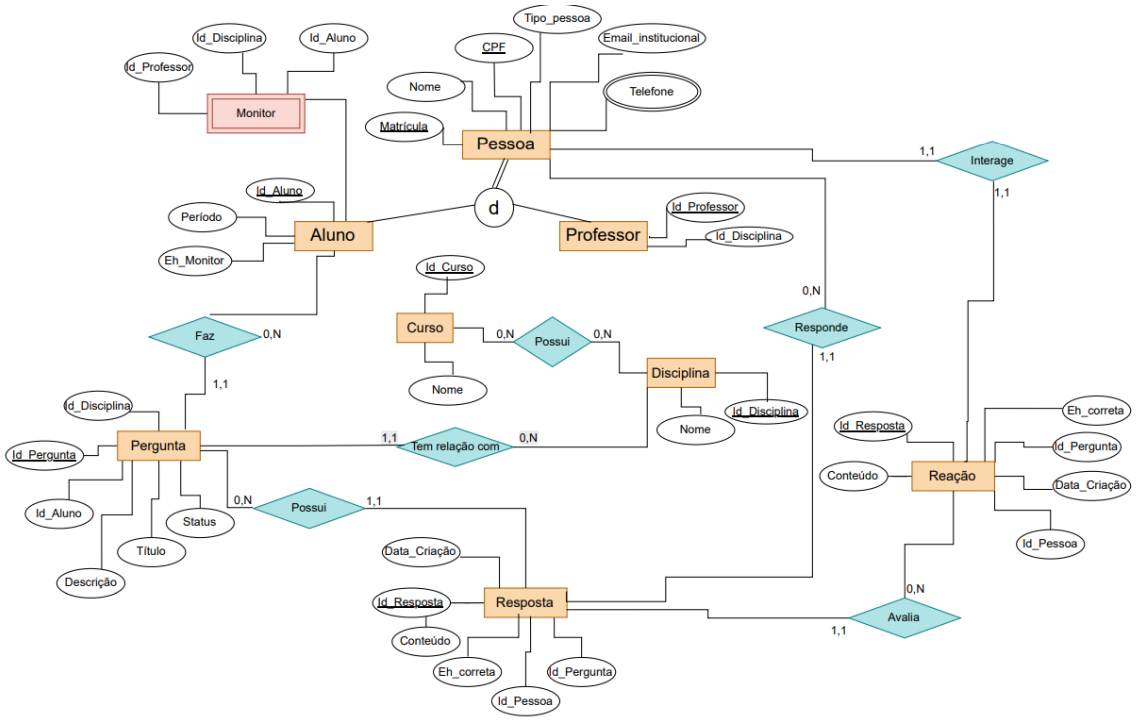 Tipo_pessoa
Id_Disciplina
Id_Aluno
CPF
Email_institucional
Id_Professor
Nome
Telefone
Monitor
Matrícula
Pessoa
1,1
Interage
1,1
Id_Aluno
d
Id_Professor
Período
Aluno
Professor
Id_Disciplina
Eh_Monitor
Id_Curso
0,N
Faz
0,N
Curso
0,N
Possui
0,N
Responde
1,1
Disciplina
1,1
Nome
Id_Disciplina
Nome
Id_Disciplina
Eh_correta
Id_Resposta
Pergunta
1,1
Tem relação com
0,N
Id_Pergunta
Id_Pergunta
Conteúdo
Reação
Data_Criação
0,N
Possui
1,1
Id_Aluno
Status
Título
Id_Pessoa
Data_Criação
Descrição
0,N
Id_Resposta
Resposta
Avalia
1,1
Conteúdo
Eh_correta
Id_Pergunta
Id_Pessoa